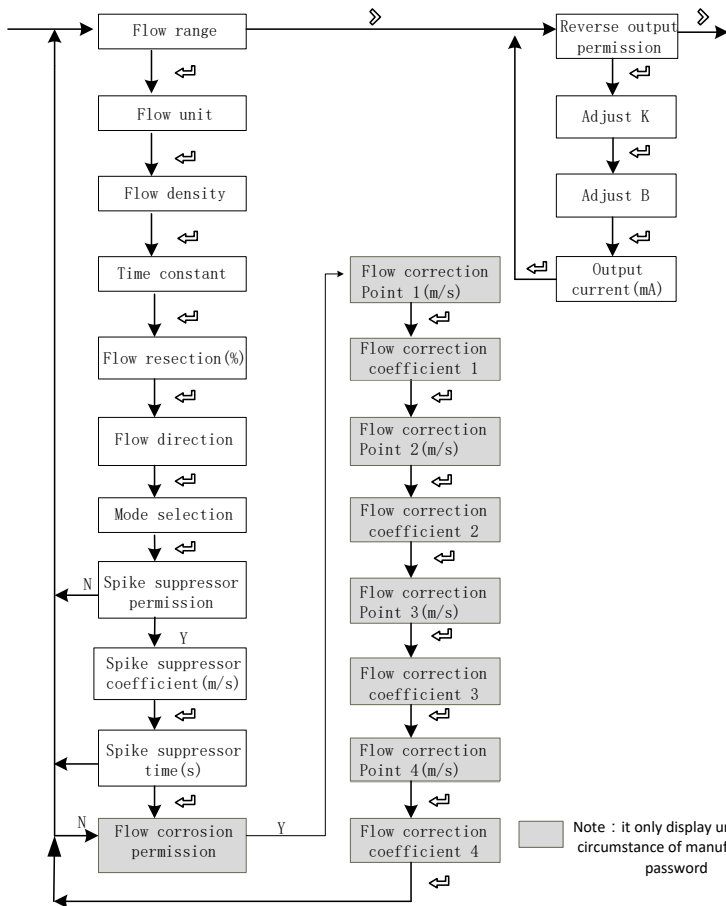 Flow range
Flow unit
Flow density
Time constant
Flow resection(%)
Flow direction
Mode selection
N
Spike suppressor
permission
Y
Spike suppressor
coefficient(m/s)
Spike suppressor
time(s)
N
Flow corrosion
permission
Y
Flow correction
Point 1(m/s)
Flow correction
coefficient 1
Flow correction
Point 2(m/s)
Flow correction
coefficient 2
Flow correction
Point 3(m/s)
Flow correction
coefficient 3
Flow correction
Point 4(m/s)
Flow correction
coefficient 4
Reverse output
permission
Adjust K
Adjust B
Output
current(mA)
Note：it only display
circumstance of
password